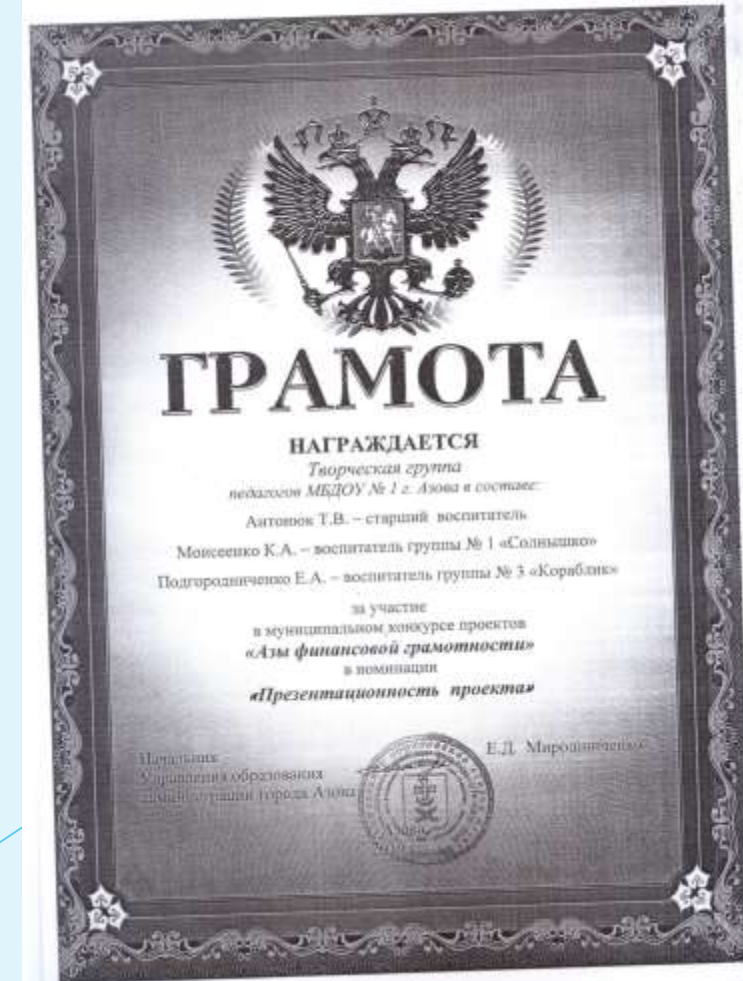 ГРАМОТА
НАГРАЖДАЕТСЯ
Творческая группа
педагогов МБДОУ № 1 г. Азова в составе:
Антонюк Т.В. – старший воспитатель
Моисеенко К.А. – воспитатель группы № 1 «Солнышко»
Подгородниченко Е.А. – воспитатель группы № 3 «Кораблик»
за участие
в муниципальном конкурсе проектов
«Азы финансовой грамотности»
в номинации
«Презентационность проекта»
Начальник
Управления образования
администрации города Азова
Е.Д. Мирошниченко